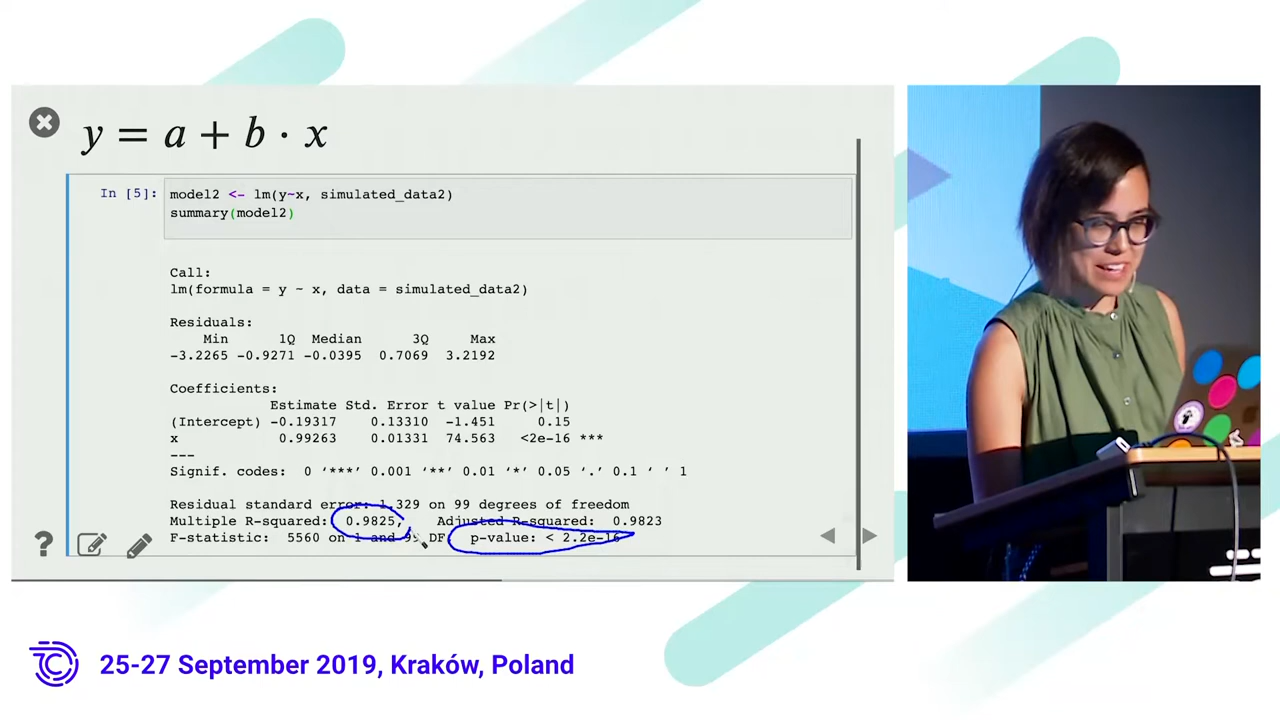 y = a + b · x
In [5]: model2 <- lm(y~x, simulated_data2)
summary(model2)
Call:
lm(formula = y ~ x, data = simulated_data2)
Residuals:
Min 1Q Median 3Q Max
-3.2265 -0.9271 -0.0395 0.7069 3.2192
Coefficients:
Estimate Std. Error t value Pr(>|t|)
(Intercept) -0.19317 0.13310 -1.451 0.15
x 0.99263 0.01331 74.563 <2e-16 ***
---
Signif. codes: 0 ‘***’ 0.001 ‘**’ 0.01 ‘*’ 0.05 ‘.’ 0.1 ‘ ’ 1
Residual standard error: 1.329 on 99 degrees of freedom
Multiple R-squared: 0.9825, Adjusted R-squared: 0.9823
F-statistic: 5560 on 1 and 99 DF, p-value: < 2.2e-16
?
25-27 September 2019, Kraków, Poland